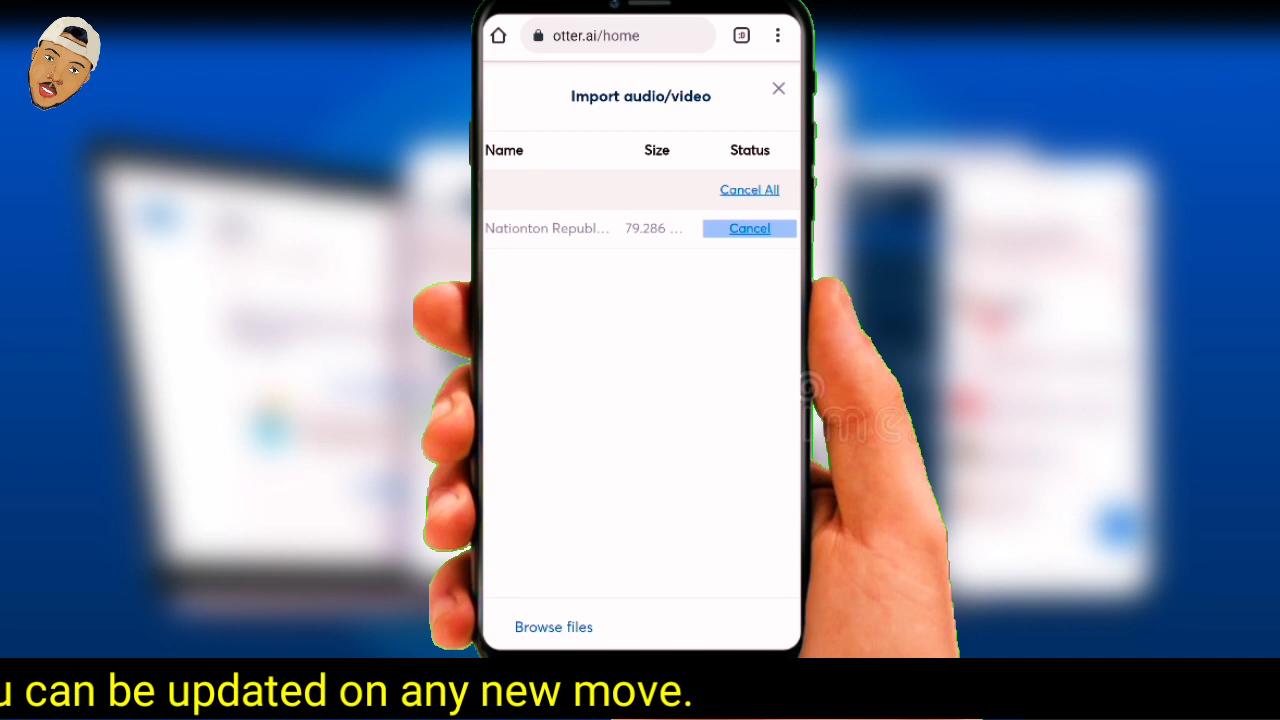 otter.ai/home
:D
Import audio/video
Name Size Status
Cancel All
Nationton Republ... 79.286 ... Cancel
Browse files
u can be updated on any new move.